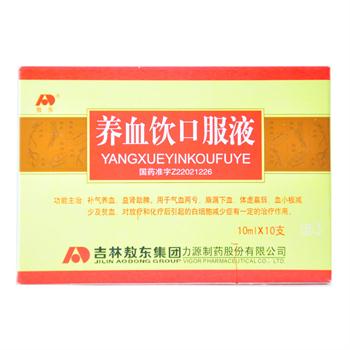 敖东
养血饮口服液
YANGXUEYINKOUFUYE
国药准字Z22021226
功能主治 补气养血，益肾助脾。用于气血两亏，崩漏下血，体虚羸弱，血小板减
少及贫血，对放疗和化疗后引起的白细胞减少症有一定的治疗作用。
10ml×10支
吉林敖东集团力源制药股份有限公司
JILIN AODONG GROUP VIGOR PHARMACEUTICAL CO., LTD.